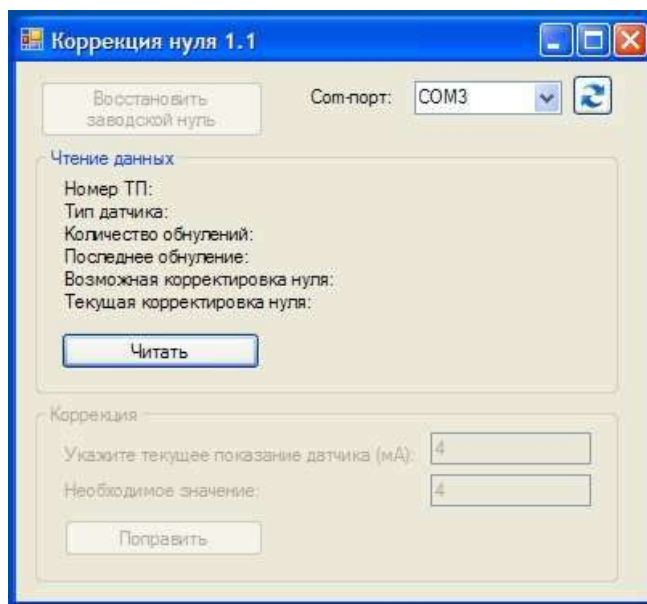 Коррекция нуля 1.1
Восстановить
заводской нуль
Com-порт:
COM3
Чтение данных
Номер ТП:
Тип датчика:
Количество обнулений:
Последнее обнуление:
Возможная корректировка нуля:
Текущая корректировка нуля:
Читать
Коррекция
Укажите текущее показание датчика (мА):
4
Необходимое значение:
4
Поправить